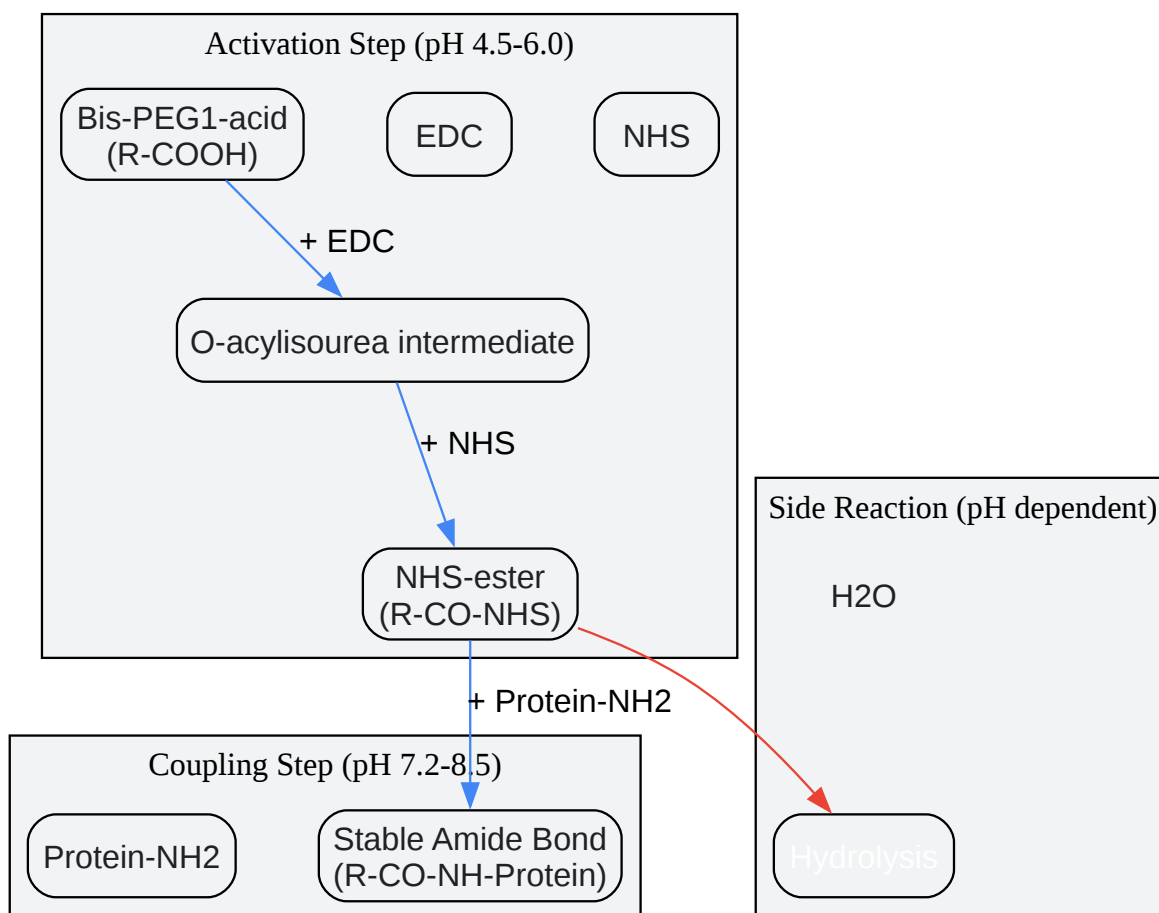 Activation Step (pH 4.5-6.0)
Bis-PEG1-acid
(R-COOH)
EDC
NHS
+ EDC
O-acylisourea intermediate
+ NHS
NHS-ester
(R-CO-NHS)
Side Reaction (pH dependent)
H2O
+ Protein-NH2
Coupling Step (pH 7.2-8.5)
Protein-NH2
Stable Amide Bond
(R-CO-NH-Protein)
Hydrolysis